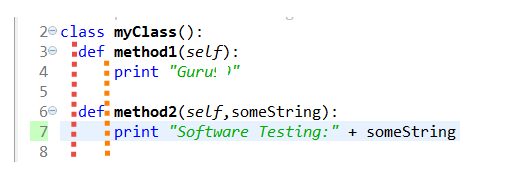 2 class myClass():
3 def method1(self):
4 print "Guru99"
5
6 def method2(self,someString):
7 print "Software Testing:" + someString
8